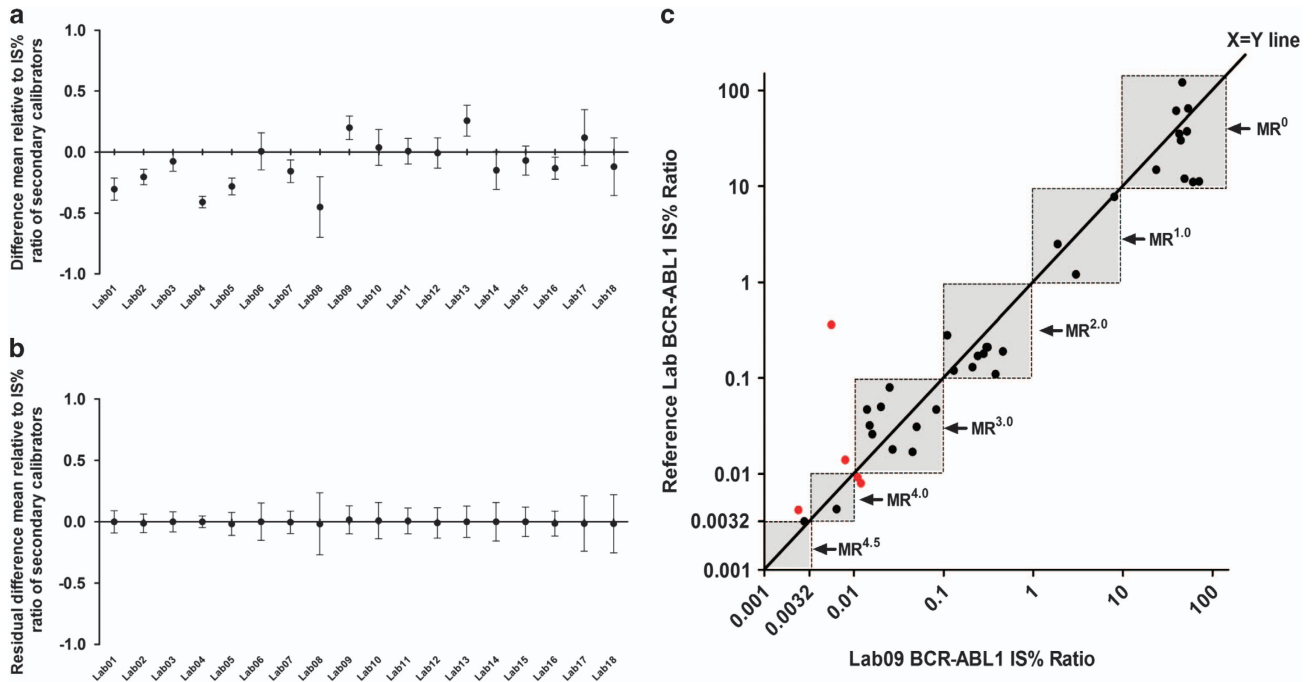 a
Difference mean relative to IS%
ratio of secondary calibrators
1.0
0.5
0.0
-0.5
-1.0
Lab01
Lab02
Lab03
Lab04
Lab05
Lab06
Lab07
Lab08
Lab09
Lab10
Lab11
Lab12
Lab13
Lab14
Lab15
Lab16
Lab17
Lab18
b
Residual difference mean relative to IS%
ratio of secondary calibrators
1.0
0.5
0.0
-0.5
-1.0
Lab01
Lab02
Lab03
Lab04
Lab05
Lab06
Lab07
Lab08
Lab09
Lab10
Lab11
Lab12
Lab13
Lab14
Lab15
Lab16
Lab17
Lab18
c
X=Y line
Reference Lab BCR-ABL1 IS% Ratio
100
10
1
0.1
0.01
0.0032
0.001
MR0
MR1.0
MR2.0
MR3.0
MR4.0
MR4.5
0.001
0.0032
0.01
0.1
1
10
100
Lab09 BCR-ABL1 IS% Ratio